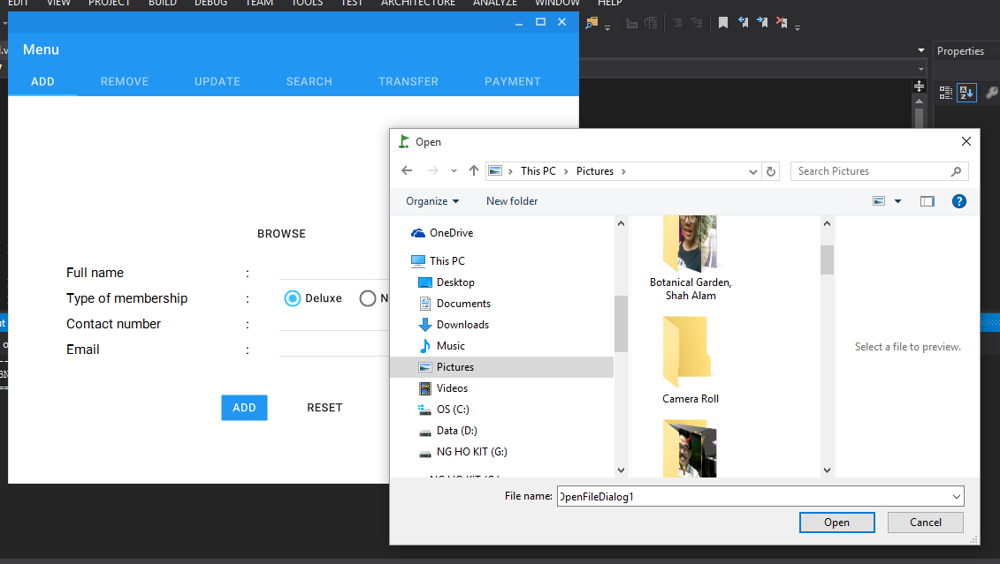 EDIT VIEW PROJECT BUILD DEBUG TEAM TOOLS TEST ARCHITECTURE ANALYZE WINDOW HELP
Menu
ADD REMOVE UPDATE SEARCH TRANSFER PAYMENT
Properties
BROWSE
Full name :
Type of membership : Deluxe N
Contact number :
Email :
ADD RESET
Open
This PC > Pictures >
Search Pictures
Organize New folder
OneDrive
This PC
Desktop
Documents
Downloads
Music
Pictures
Videos
OS (C:)
Data (D:)
NG HO KIT (G:)
Botanical Garden,
Shah Alam
Camera Roll
Select a file to preview.
File name: OpenFileDialog1
Open Cancel